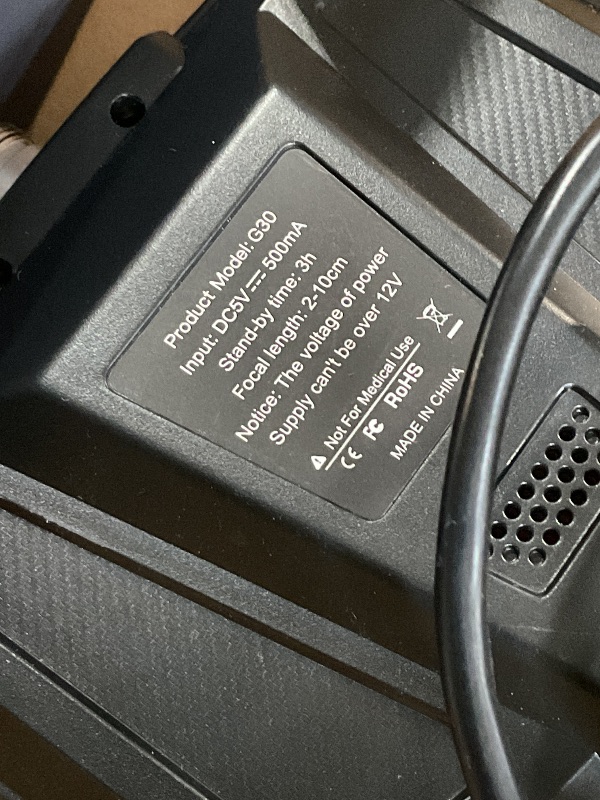 Product Model: G30
Input: DC5V⎓500mA
Stand-by time: 3h
Focal length: 2-10cm
Notice: The voltage of power
Supply can't be over 12V
Not For Medical Use
CE FC RoHS
MADE IN CHINA